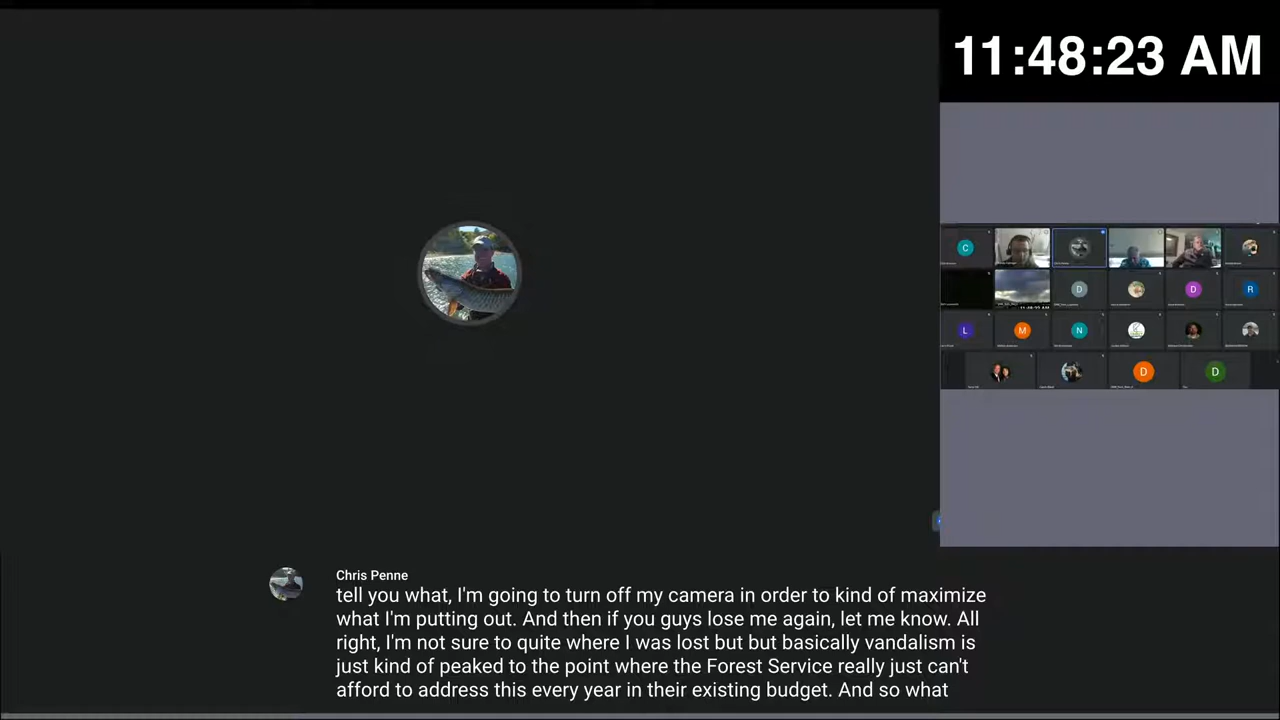 11:48:23 AM
C
D
D
R
L
M
N
D
D
Chris Penne
tell you what, I'm going to turn off my camera in order to kind of maximize
what I'm putting out. And then if you guys lose me again, let me know. All
right, I'm not sure to quite where I was lost but but basically vandalism is
just kind of peaked to the point where the Forest Service really just can't
afford to address this every year in their existing budget. And so what